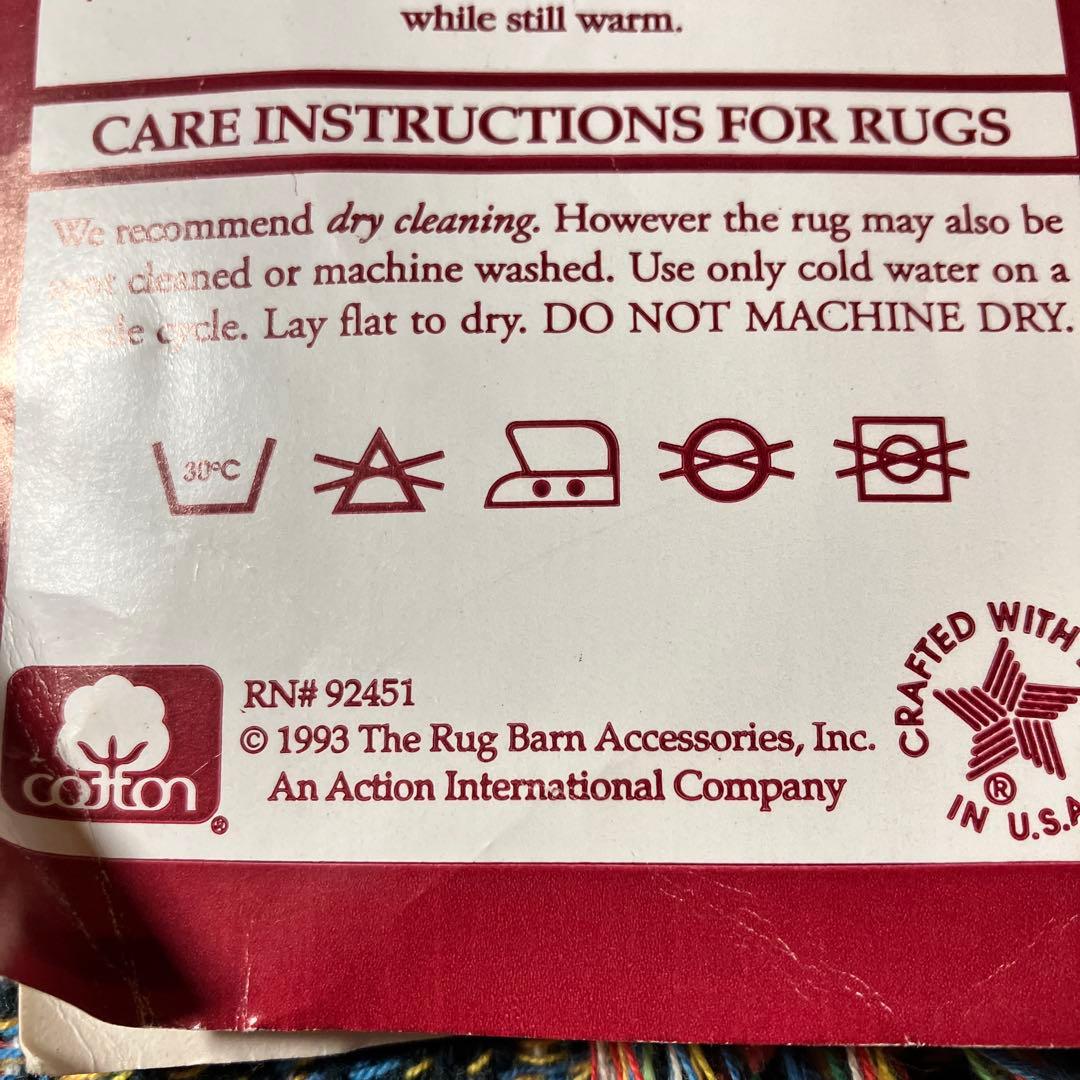 while still warm.
CARE INSTRUCTIONS FOR RUGS
We recommend dry cleaning. However the rug may also be
spot cleaned or machine washed. Use only cold water on a
gentle cycle. Lay flat to dry. DO NOT MACHINE DRY.
30°C
CRAFTED WITH
IN U.S.A
®
RN# 92451
© 1993 The Rug Barn Accessories, Inc.
An Action International Company
cotton
®